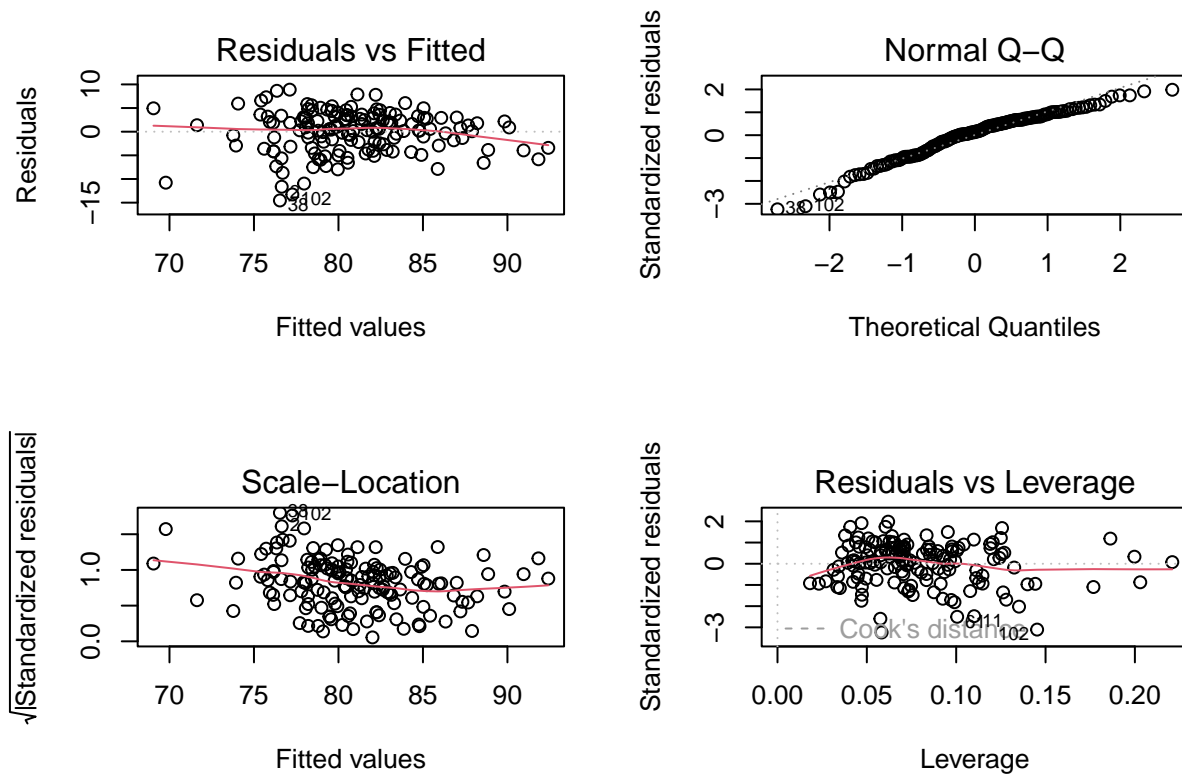 Residuals vs Fitted
Residuals
10
0
−15
38
102
70 75 80 85 90
Fitted values
Normal Q−Q
Standardized residuals
2
0
−3
38
102
−2 −1 0 1 2
Theoretical Quantiles
Scale−Location
√|Standardized residuals|
1.0
0.0
102
70 75 80 85 90
Fitted values
Residuals vs Leverage
Standardized residuals
2
0
−3
Cook's distance
102
0.00 0.05 0.10 0.15 0.20
Leverage